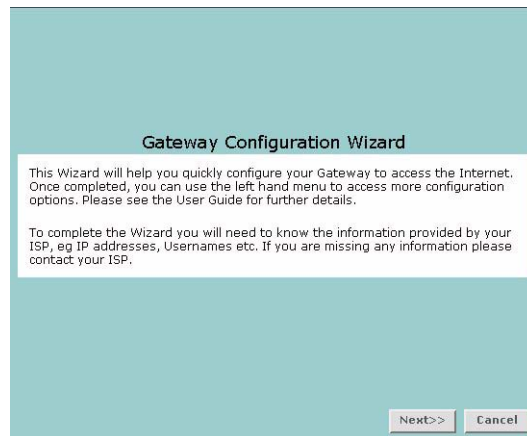 Gateway Configuration Wizard
This Wizard will help you quickly configure your Gateway to access the Internet.
Once completed, you can use the left hand menu to access more configuration
options. Please see the User Guide for further details.
To complete the Wizard you will need to know the information provided by your
ISP, eg IP addresses, Usernames etc. If you are missing any information please
contact your ISP.
Next>> Cancel